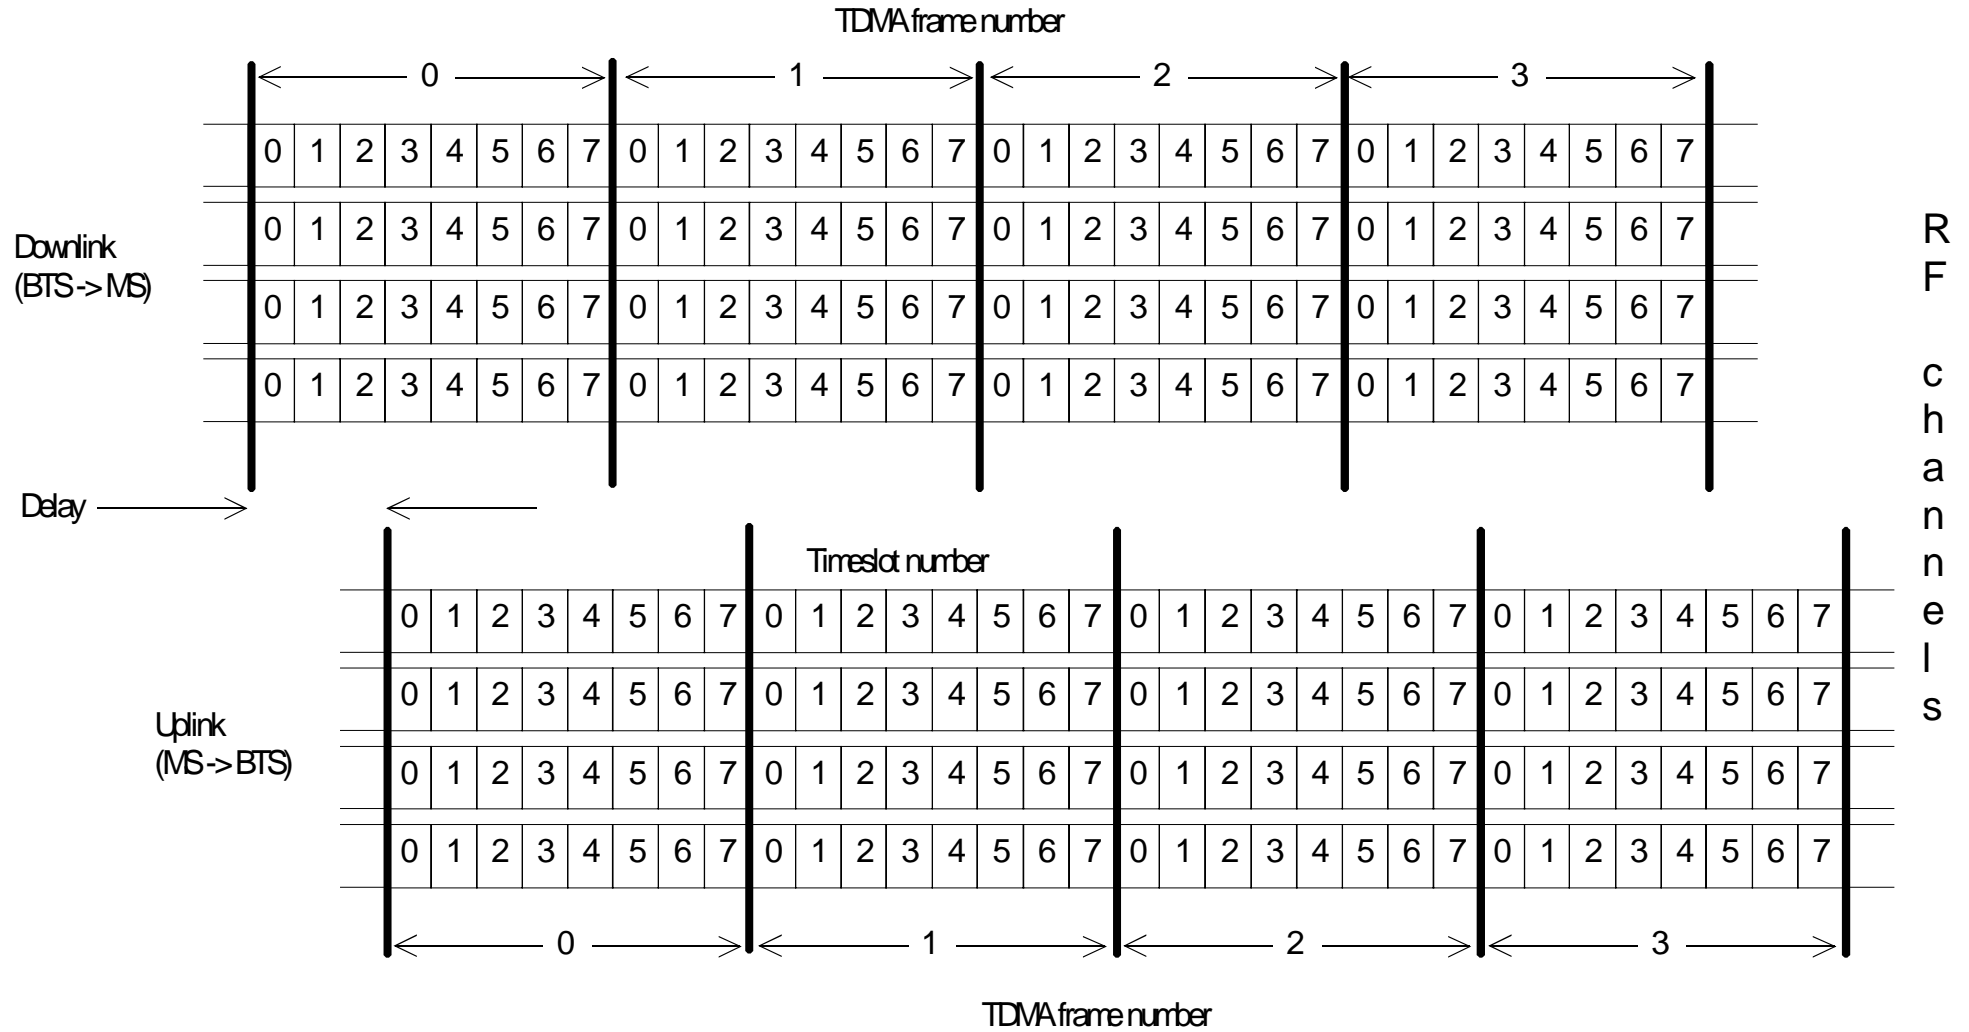 TDMA frame number
0 1 2 3
0 1 2 3 4 5 6 7 0 1 2 3 4 5 6 7 0 1 2 3 4 5 6 7 0 1 2 3 4 5 6 7
0 1 2 3 4 5 6 7 0 1 2 3 4 5 6 7 0 1 2 3 4 5 6 7 0 1 2 3 4 5 6 7
Downlink
(BTS -> MS)
0 1 2 3 4 5 6 7 0 1 2 3 4 5 6 7 0 1 2 3 4 5 6 7 0 1 2 3 4 5 6 7
0 1 2 3 4 5 6 7 0 1 2 3 4 5 6 7 0 1 2 3 4 5 6 7 0 1 2 3 4 5 6 7
RF channels
Delay
Timeslot number
0 1 2 3 4 5 6 7 0 1 2 3 4 5 6 7 0 1 2 3 4 5 6 7 0 1 2 3 4 5 6 7
0 1 2 3 4 5 6 7 0 1 2 3 4 5 6 7 0 1 2 3 4 5 6 7 0 1 2 3 4 5 6 7
Uplink
(MS -> BTS)
0 1 2 3 4 5 6 7 0 1 2 3 4 5 6 7 0 1 2 3 4 5 6 7 0 1 2 3 4 5 6 7
0 1 2 3 4 5 6 7 0 1 2 3 4 5 6 7 0 1 2 3 4 5 6 7 0 1 2 3 4 5 6 7
0 1 2 3
TDMA frame number